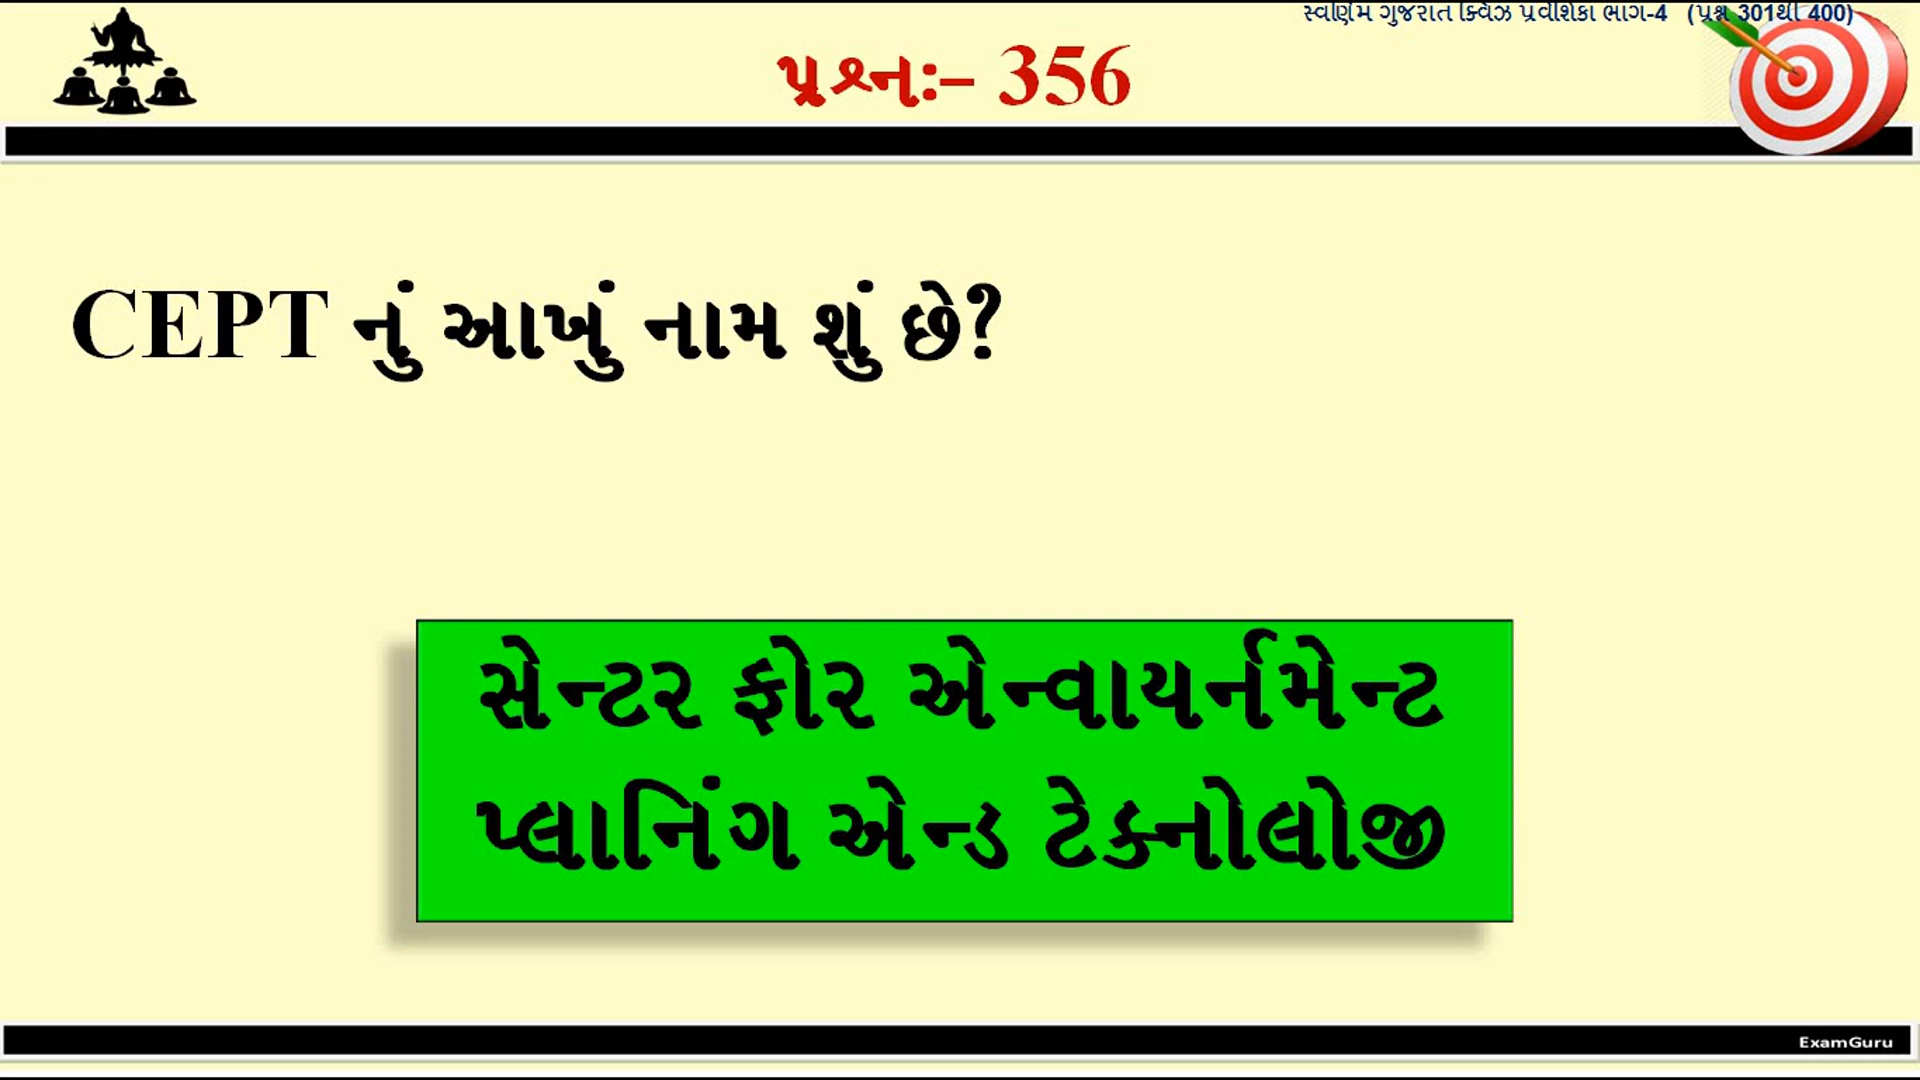 સ્વર્ણિમ ગુજરાત ક્વિઝ પ્રવેશિકા ભાગ-4 (પ્રશ્ન 301થી 400)
પ્રશ્નઃ– 356
CEPT નું આખું નામ શું છે?
સેન્ટર ફોર એન્વાયર્નમેન્ટ
પ્લાનિંગ એન્ડ ટેક્નોલોજી
ExamGuru